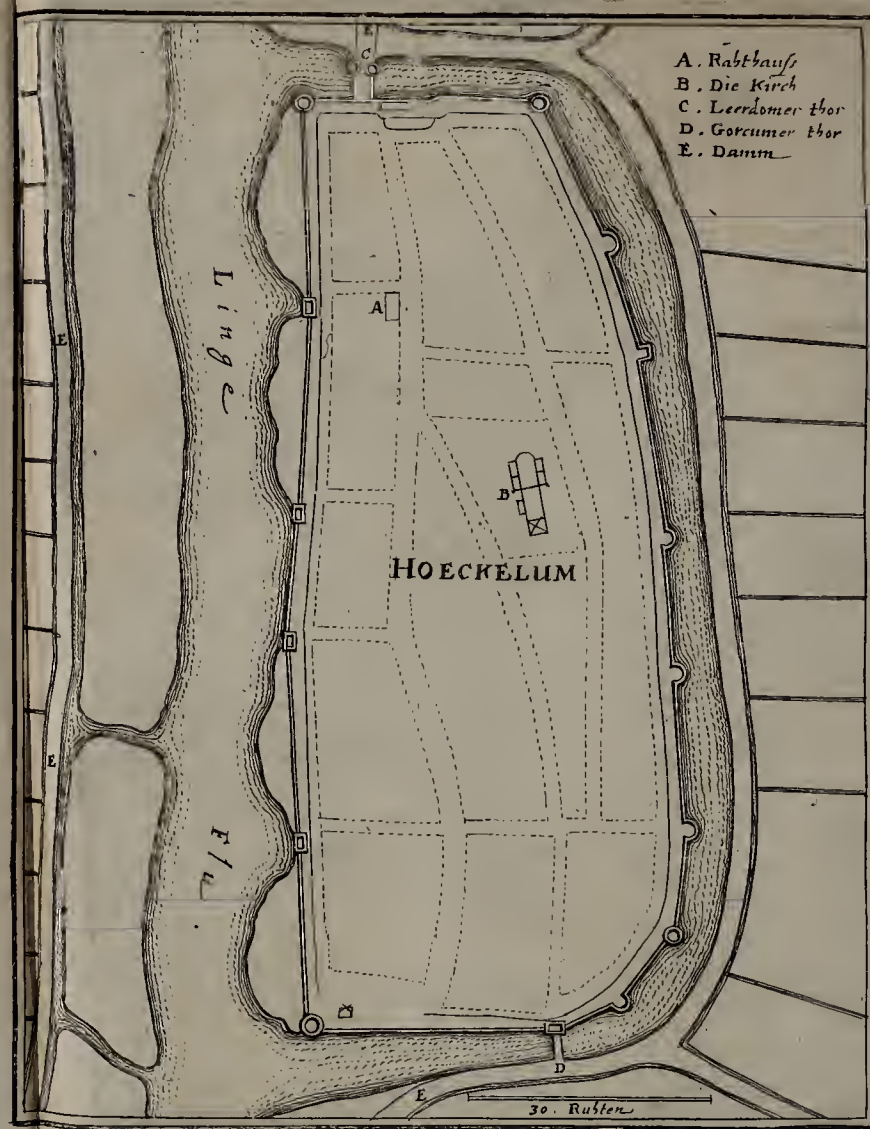 A. Rahthauss
B. Die Kirch
C. Leerdomer thor
D. Gorcumer thor
E. Damm
E
C
A
E
Linge
B
HOECKELUM
E
Flu
D
E
30. Ruhten